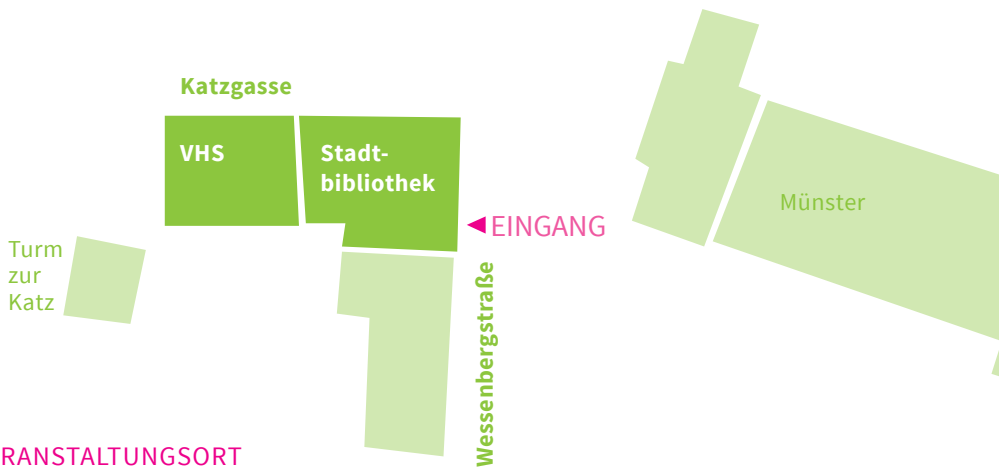 Katzgasse
VHS
Stadt-
bibliothek
EINGANG
Münster
Turm
zur
Katz
Wessenbergstraße
RANSTALTUNGSORT